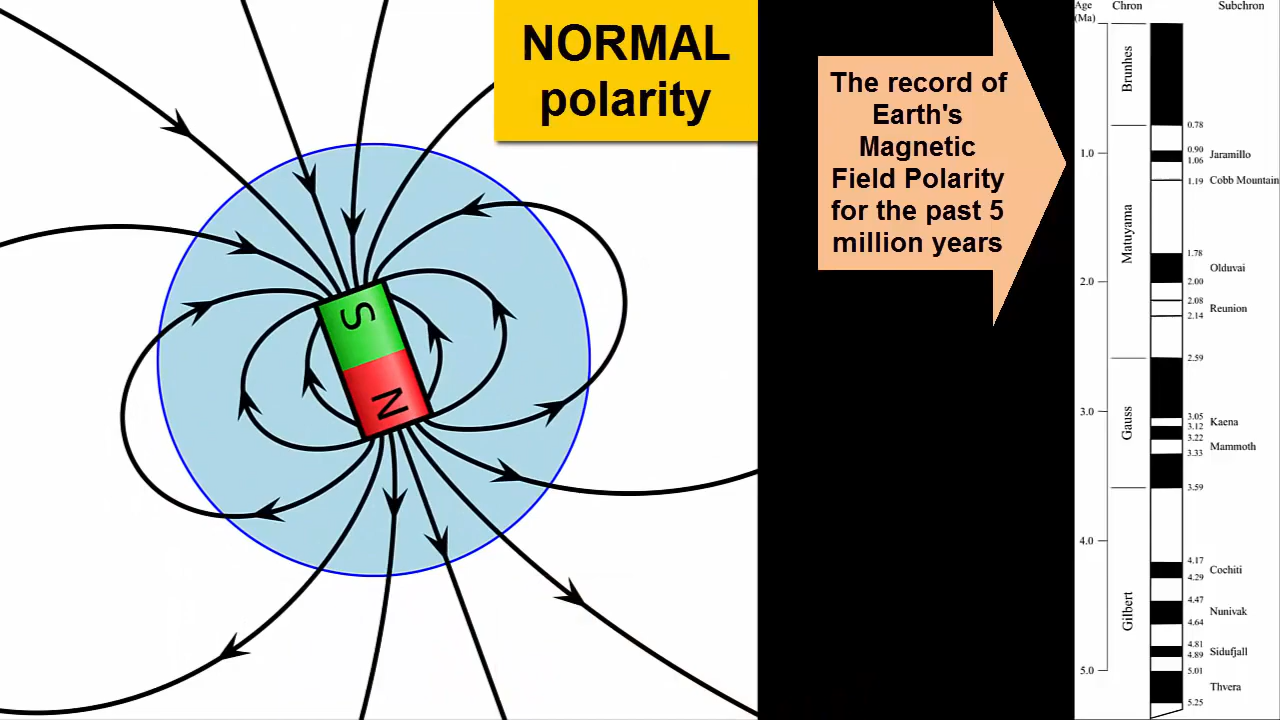 NORMAL
polarity
S
N
The record of
Earth's
Magnetic
Field Polarity
for the past 5
million years
Age
(Ma)
Chron
Subchron
1.0
2.0
3.0
4.0
5.0
Brunhes
Matuyama
Gauss
Gilbert
0.78
0.90
Jaramillo
1.06
1.19 Cobb Mountain
1.78
Olduvai
2.00
2.08
Reunion
2.14
2.59
3.05
Kaena
3.12
3.22
Mammoth
3.33
3.59
4.17
Cochiti
4.29
4.47
Nunivak
4.64
4.81
Sidufjall
4.89
5.01
Thvera
5.25